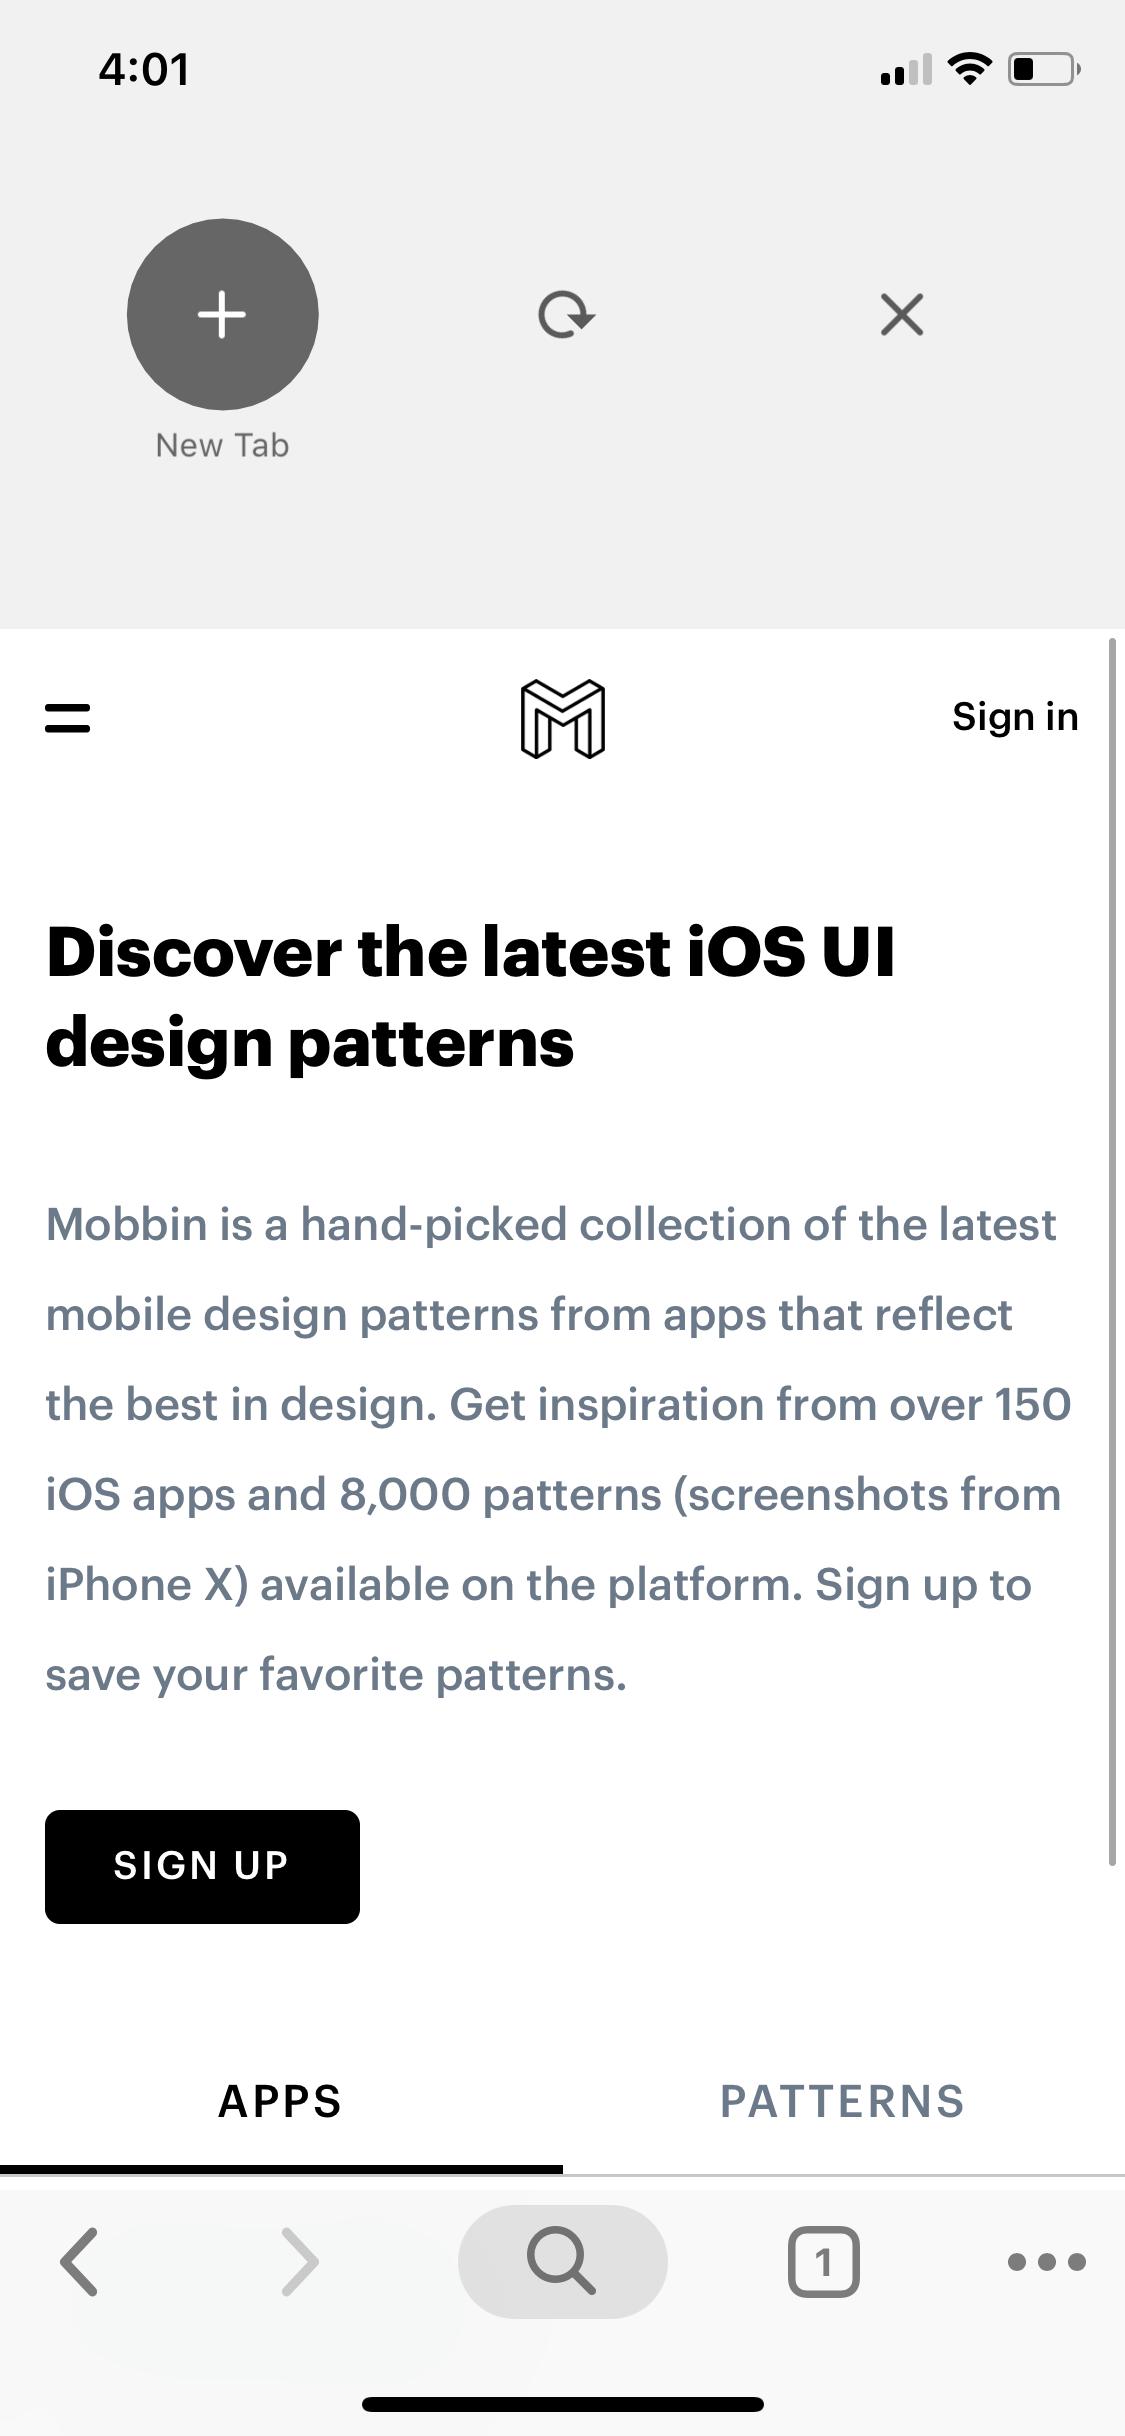 4:01
New Tab
Sign in
Discover the latest iOS UI
design patterns
Mobbin is a hand-picked collection of the latest
mobile design patterns from apps that reflect
the best in design. Get inspiration from over 150
iOS apps and 8,000 patterns (screenshots from
iPhone X) available on the platform. Sign up to
save your favorite patterns.
SIGN UP
APPS PATTERNS
1